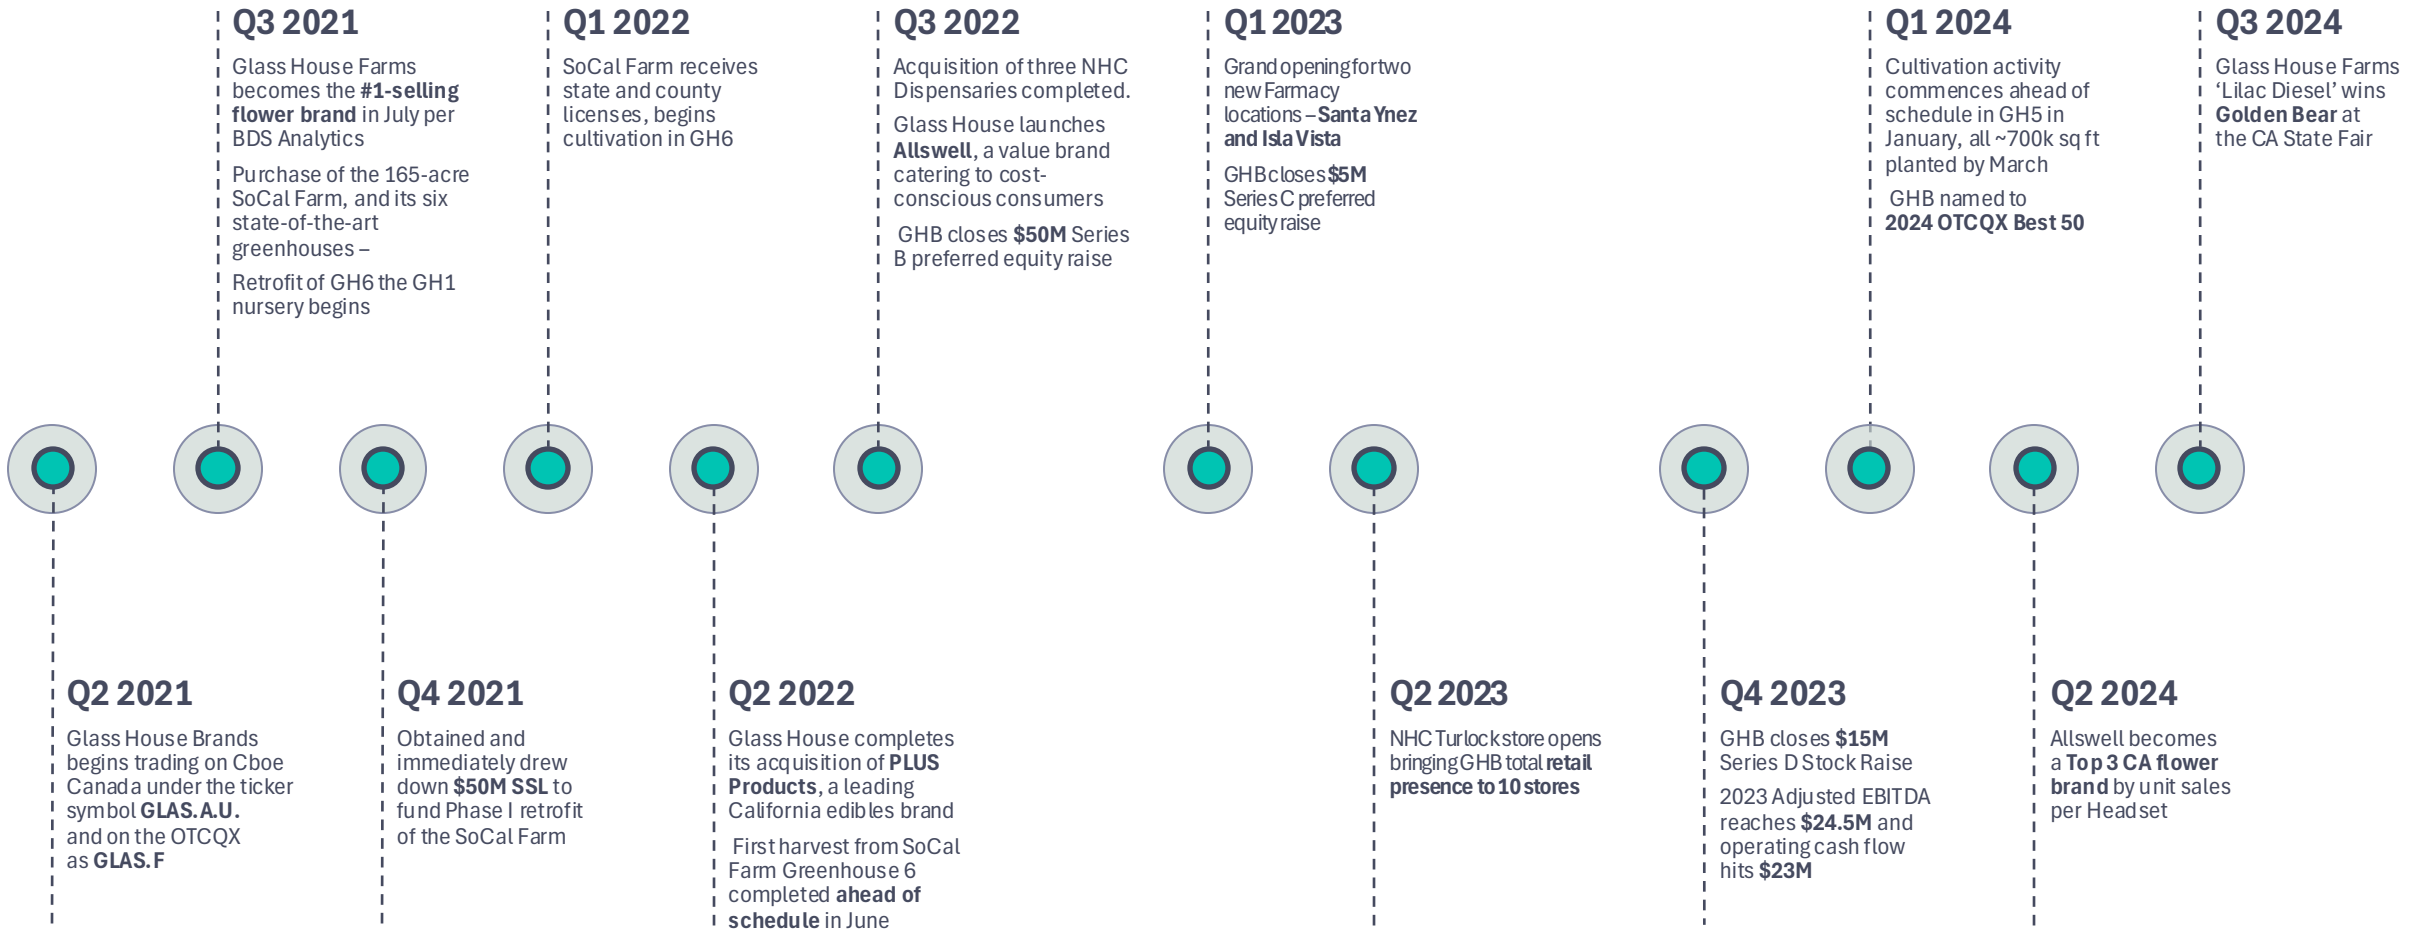 Q3 2021
Glass House Farms
becomes the #1-selling
flower brand in July per
BDS Analytics
Purchase of the 165-acre
SoCal Farm, and its six
state-of-the-art
greenhouses –
Retrofit of GH6 the GH1
nursery begins
Q1 2022
SoCal Farm receives
state and county
licenses, begins
cultivation in GH6
Q3 2022
Acquisition of three NHC
Dispensaries completed.
Glass House launches
Allswell, a value brand
catering to cost-
conscious consumers
GHB closes $50M Series
B preferred equity raise
Q1 2023
Grand opening for two
new Farmacy
locations – Santa Ynez
and Isla Vista
GHB closes $5M
Series C preferred
equity raise
Q1 2024
Cultivation activity
commences ahead of
schedule in GH5 in
January, all ~700k sq ft
planted by March
GHB named to
2024 OTCQX Best 50
Q3 2024
Glass House Farms
‘Lilac Diesel’ wins
Golden Bear at
the CA State Fair
Q2 2021
Glass House Brands
begins trading on Cboe
Canada under the ticker
symbol GLAS.A.U.
and on the OTCQX
as GLAS.F
Q4 2021
Obtained and
immediately drew
down $50M SSL to
fund Phase I retrofit
of the SoCal Farm
Q2 2022
Glass House completes
its acquisition of PLUS
Products, a leading
California edibles brand
First harvest from SoCal
Farm Greenhouse 6
completed ahead of
schedule in June
Q2 2023
NHC Turlock store opens
bringing GHB total retail
presence to 10 stores
Q4 2023
GHB closes $15M
Series D Stock Raise
2023 Adjusted EBITDA
reaches $24.5M and
operating cash flow
hits $23M
Q2 2024
Allswell becomes
a Top 3 CA flower
brand by unit sales
per Headset